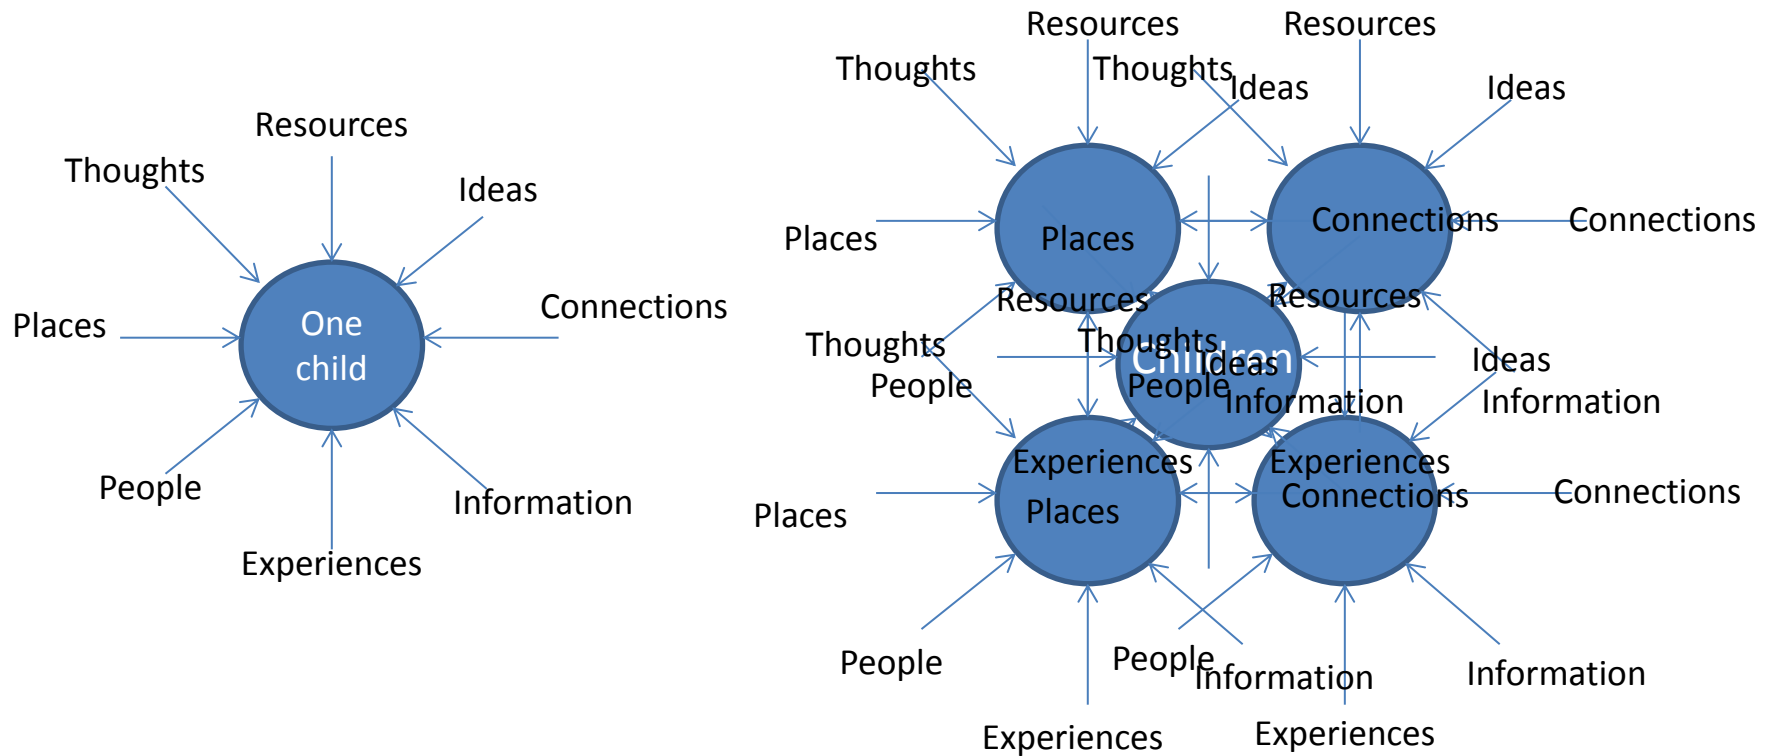 Resources
Thoughts
Ideas
One
child
Connections
Places
People
Information
Experiences
Resources
Resources
Thoughts
Thoughts
Ideas
Ideas
Places
Places
Connections
Connections
Resources
Resources
Thoughts
Thoughts
Children
Ideas
Ideas
People
People
Information
Information
Experiences
Experiences
Places
Places
Connections
Connections
People
People
Information
Information
Experiences
Experiences